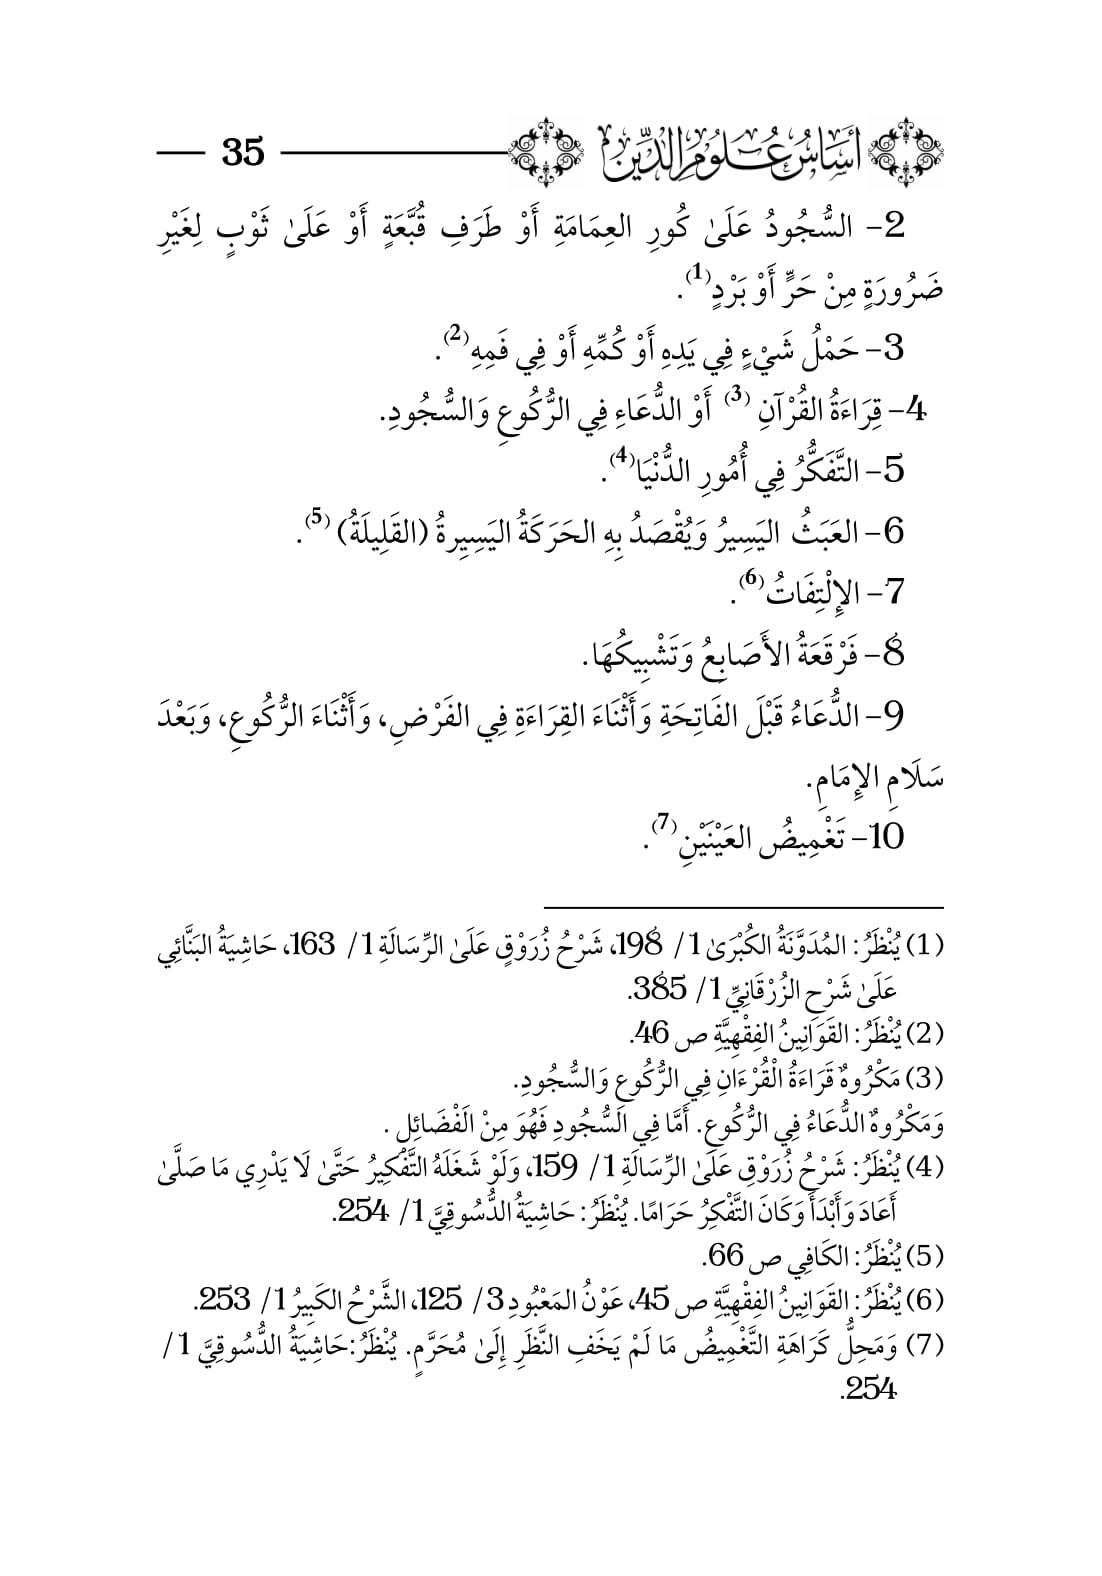 أَسَاسُ عُلُومِ الدِّينِ 35
2- السُّجُودُ عَلَىٰ كُورِ العِمَامَةِ أَوْ طَرَفِ قُبَّعَةٍ أَوْ عَلَىٰ ثَوْبٍ لِغَيْرِ
ضَرُورَةٍ مِنْ حَرٍّ أَوْ بَرْدٍ(1).
3- حَمْلُ شَيْءٍ فِي يَدِهِ أَوْ كُمِّهِ أَوْ فِي فَمِهِ(2).
4- قِرَاءَةُ القُرْآنِ (3) أَوْ الدُّعَاءِ فِي الرُّكُوعِ وَالسُّجُودِ.
5- التَّفَكُّرُ فِي أُمُورِ الدُّنْيَا(4).
6- العَبَثُ اليَسِيرُ وَيُقْصَدُ بِهِ الحَرَكَةُ اليَسِيرةُ (القَلِيلَةُ) (5).
7- الإِلْتِفَاتُ(6).
8- فَرْقَعَةُ الأَصَابِعُ وَتَشْبِيكُهَا.
9- الدُّعَاءُ قَبْلَ الفَاتِحَةِ وَأَثْنَاءَ القِرَاءَةِ فِي الفَرْضِ، وَأَثْنَاءَ الرُّكُوعِ، وَبَعْدَ
سَلَامِ الإِمَامِ.
10- تَغْمِيضُ العَيْنَيْنِ(7).
(1) يُنْظَرُ: المُدَوَّنَةُ الكُبْرَىٰ 1/ 198، شَرْحُ زُرَوْقٍ عَلَىٰ الرِّسَالَةِ 1/ 163، حَاشِيَةُ البَنَّائِي
عَلَىٰ شَرْحِ الزُرْقَانِيِّ 1/ 385.
(2) يُنْظَرُ: القَوَانِينُ الفِقْهِيَّةِ ص 46.
(3) مَكْرُوهٌ قَرَاءَةُ الْقُرْءَانِ فِي الرُّكُوعِ وَالسُّجُودِ.
وَمَكْرُوهٌ الدُّعَاءُ فِي الرُّكُوعِ. أَمَّا فِي السُّجُودِ فَهُوَ مِنْ الْفْضَائِلِ .
(4) يُنْظَرُ: شَرْحُ زُرَوْقِ عَلَىٰ الرِّسَالَةِ 1/ 159، وَلَوْ شَغَلَهُ التَّفْكِيرُ حَتَّىٰ لَا يَدْرِي مَا صَلَّىٰ
أَعَادَ وَأَبْدَأَ وَكَانَ التَّفْكِرُ حَرَامًا. يُنْظَرُ: حَاشِيَةُ الدُّسُوقِيَّ 1/ 254.
(5) يُنْظَرُ: الكَافِي ص 66.
(6) يُنْظَرُ: القَوَانِينُ الفِقْهِيَّةِ ص 45، عَوْنُ المَعْبُودِ 3/ 125، الشَّرْحُ الكَبِيرُ 1/ 253.
(7) وَمَحِلُّ كَرَاهَةِ التَّغْمِيضُ مَا لَمْ يَخَفِ النَّظَرِ إِلَىٰ مُحَرَّمٍ. يُنْظَرُ:حَاشِيَةُ الدُّسُوقِيَّ 1/
254.